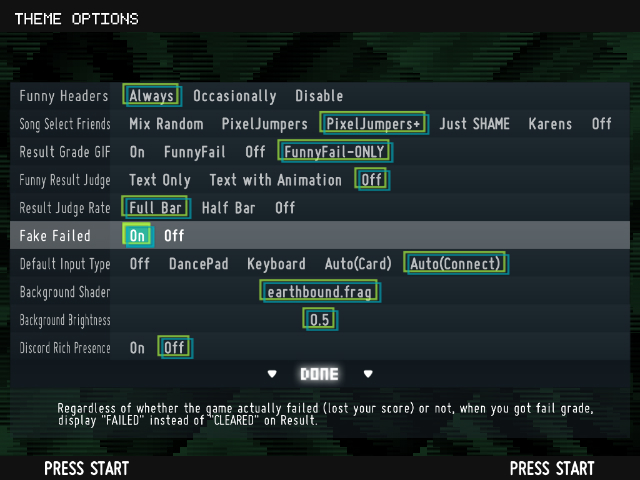 THEME OPTIONS
Funny Headers Always Occasionally Disable
Song Select Friends Mix Random PixelJumpers PixelJumpers+ Just SHAME Karens Off
Result Grade GIF On FunnyFail Off FunnyFail-ONLY
Funny Result Judge Text Only Text with Animation Off
Result Judge Rate Full Bar Half Bar Off
Fake Failed On Off
Default Input Type Off DancePad Keyboard Auto(Card) Auto(Connect)
Background Shader earthbound.frag
Background Brightness 0.5
Discord Rich Presence On Off
DONE
Regardless of whether the game actually failed (lost your score) or not, when you got fail grade,
display "FAILED" instead of "CLEARED" on Result.
PRESS START PRESS START